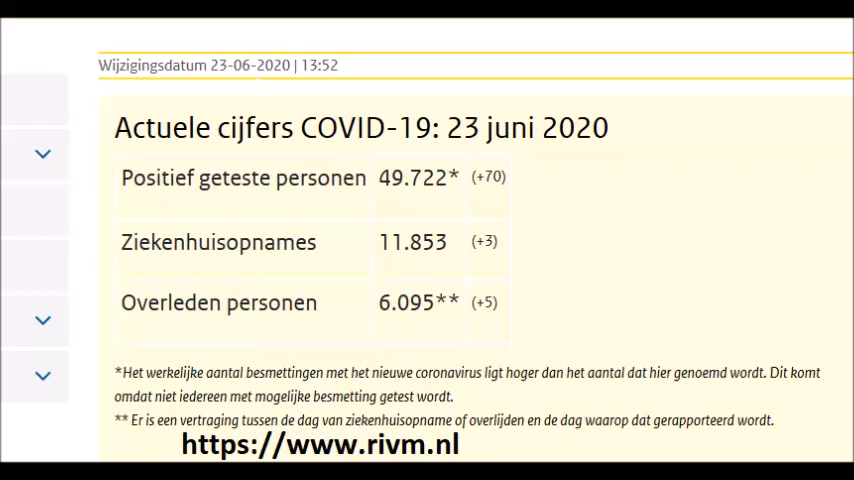 Wijzigingsdatum 23-06-2020 | 13:52
Actuele cijfers COVID-19: 23 juni 2020
Positief geteste personen 49.722* (+70)
Ziekenhuisopnames 11.853 (+3)
Overleden personen 6.095** (+5)
*Het werkelijke aantal besmettingen met het nieuwe coronavirus ligt hoger dan het aantal dat hier genoemd wordt. Dit komt
omdat niet iedereen met mogelijke besmetting getest wordt.
** Er is een vertraging tussen de dag van ziekenhuisopname of overlijden en de dag waarop dat gerapporteerd wordt.
https://www.rivm.nl